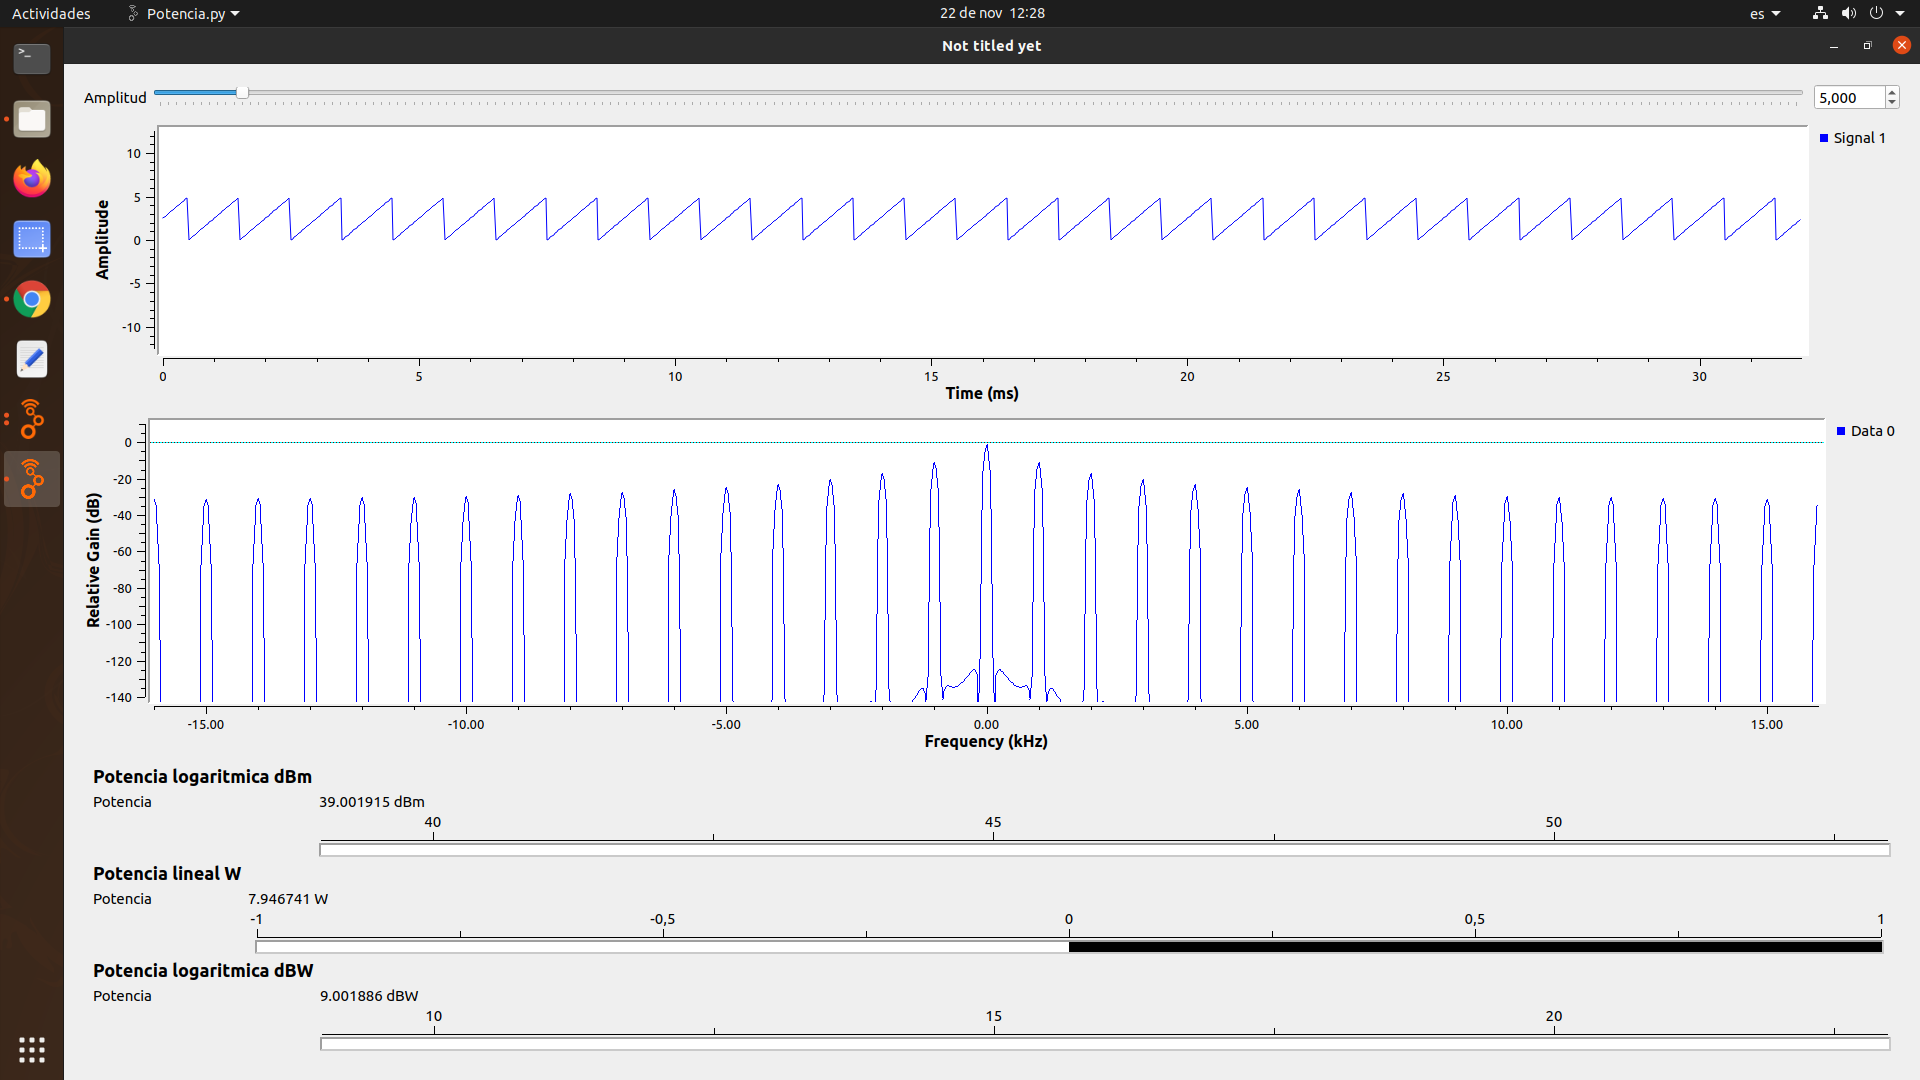 Actividades Potencia.py 22 de nov 12:28 es
Not titled yet
Amplitud 5,000
Signal 1
Amplitude
10
5
0
-5
-10
0 5 10 15 20 25 30
Time (ms)
Data 0
Relative Gain (dB)
0
-20
-40
-60
-80
-100
-120
-140
-15.00 -10.00 -5.00 0.00 5.00 10.00 15.00
Frequency (kHz)
Potencia logaritmica dBm
Potencia 39.001915 dBm
40 45 50
Potencia lineal W
Potencia 7.946741 W
-1 -0,5 0 0,5 1
Potencia logaritmica dBW
Potencia 9.001886 dBW
10 15 20